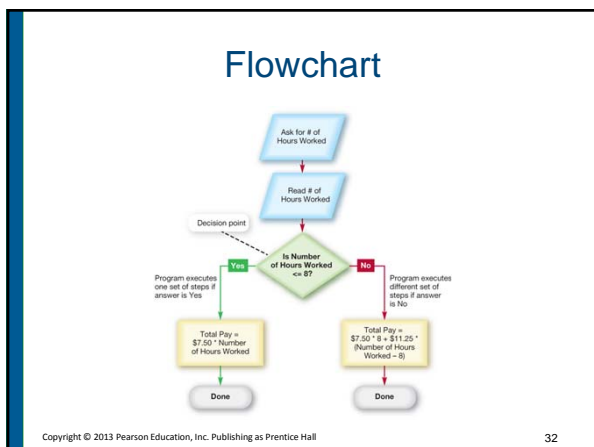 Flowchart
Ask for # of
Hours Worked
Read # of
Hours Worked
Decision point
Is Number
of Hours Worked
<= 8?
Yes
No
Program executes
one set of steps if
answer is Yes
Program executes
different set of
steps if answer
is No
Total Pay =
$7.50 * Number
of Hours Worked
Total Pay =
$7.50 * 8 + $11.25 *
(Number of Hours
Worked – 8)
Done
Done
Copyright © 2013 Pearson Education, Inc. Publishing as Prentice Hall
32